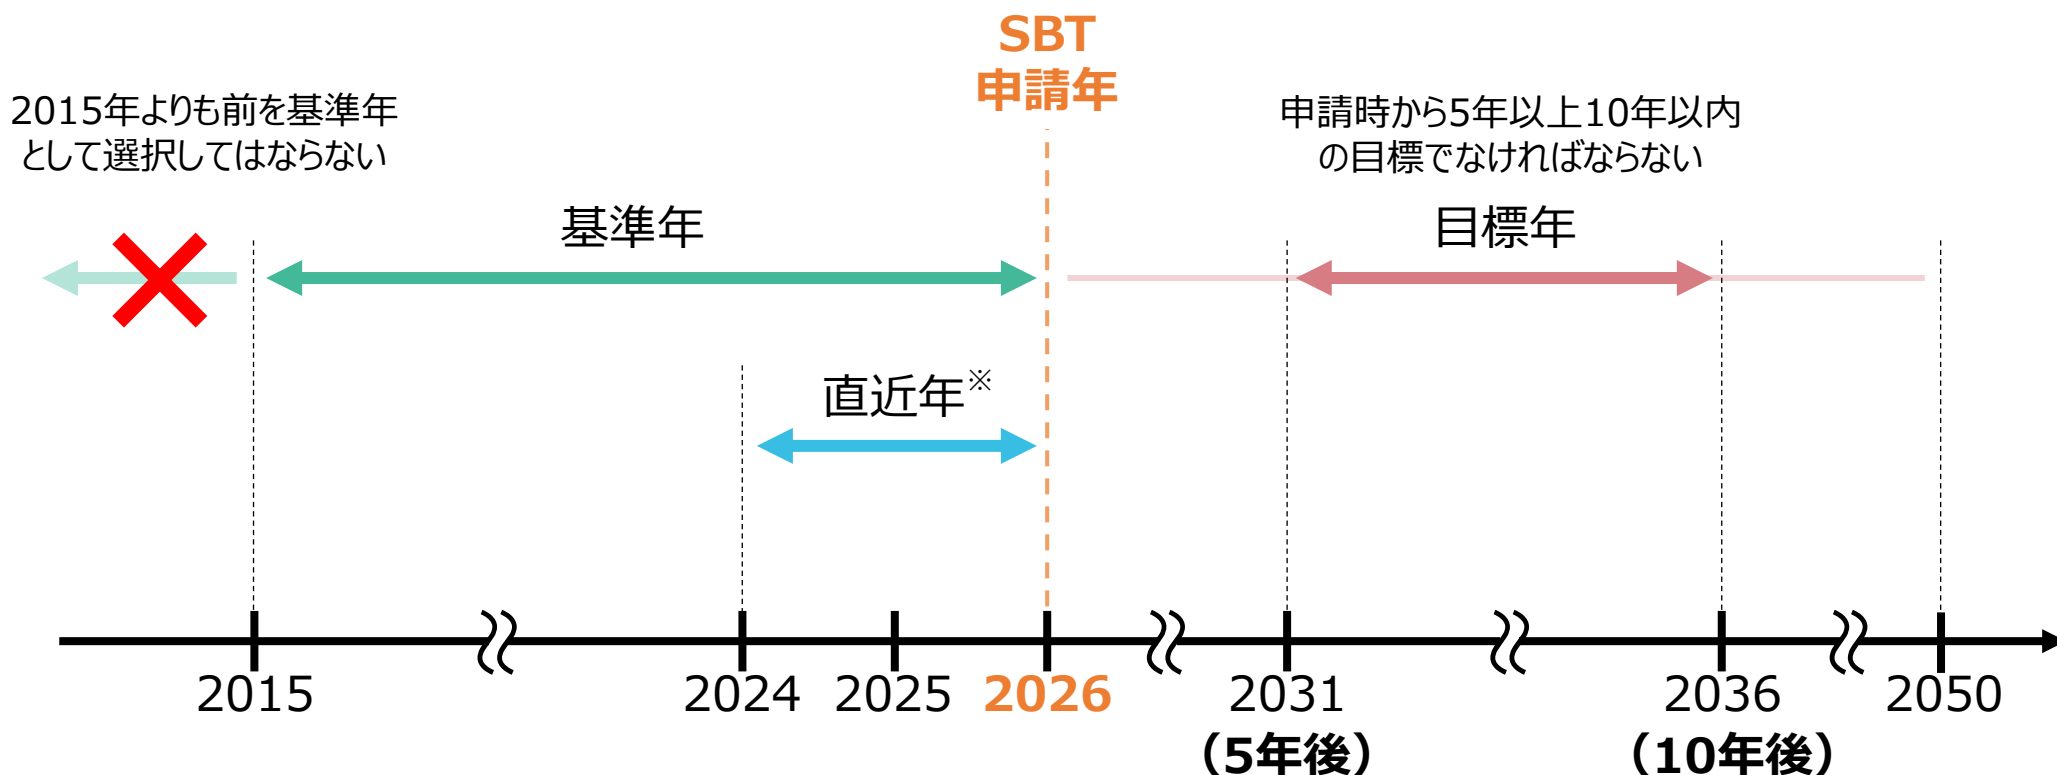 SBT
申請年
2015年よりも前を基準年
として選択してはならない
申請時から5年以上10年以内
の目標でなければならない
基準年
目標年
直近年※
2015
2024
2025
2026
2031
2036
2050
（5年後）
（10年後）